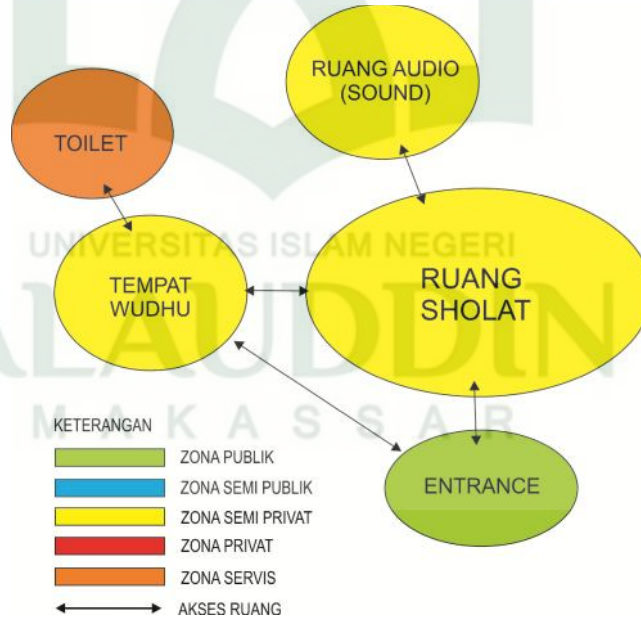 RUANG AUDIO
(SOUND)
TOILET
UNIVERSITAS ISLAM NEGERI
TEMPAT
WUDHU
RUANG
SHOLAT
ALAUDDIN
MAKASSAR
ENTRANCE
KETERANGAN
ZONA PUBLIK
ZONA SEMI PUBLIK
ZONA SEMI PRIVAT
ZONA PRIVAT
ZONA SERVIS
AKSES RUANG